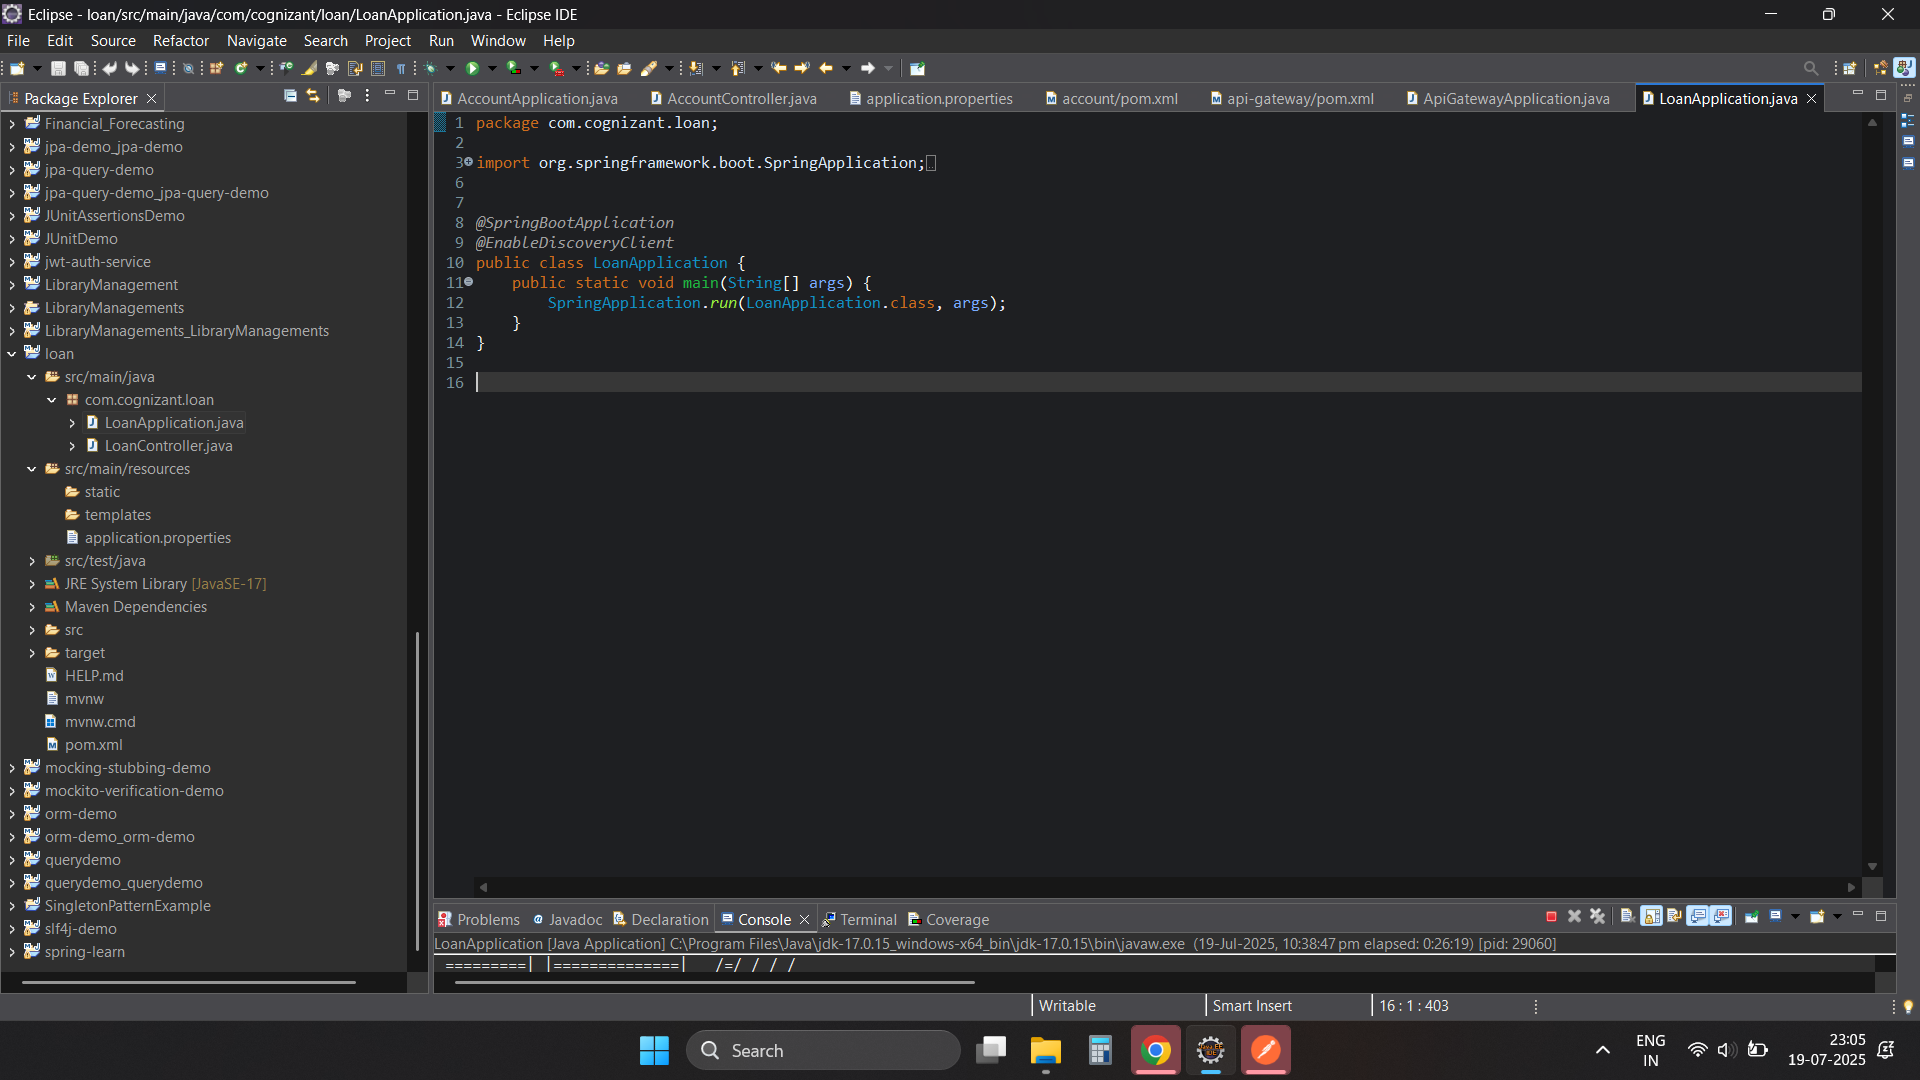 Eclipse - loan/src/main/java/com/cognizant/loan/LoanApplication.java - Eclipse IDE
File Edit Source Refactor Navigate Search Project Run Window Help
Package Explorer
Financial_Forecasting
jpa-demo_jpa-demo
jpa-query-demo
jpa-query-demo_jpa-query-demo
JUnitAssertionsDemo
JUnitDemo
jwt-auth-service
LibraryManagement
LibraryManagements
LibraryManagements_LibraryManagements
loan
src/main/java
com.cognizant.loan
LoanApplication.java
LoanController.java
src/main/resources
static
templates
application.properties
src/test/java
JRE System Library [JavaSE-17]
Maven Dependencies
src
target
HELP.md
mvnw
mvnw.cmd
pom.xml
mocking-stubbing-demo
mockito-verification-demo
orm-demo
orm-demo_orm-demo
querydemo
querydemo_querydemo
SingletonPatternExample
slf4j-demo
spring-learn
AccountApplication.java AccountController.java application.properties account/pom.xml api-gateway/pom.xml ApiGatewayApplication.java LoanApplication.java
1 package com.cognizant.loan;
2
3 import org.springframework.boot.SpringApplication;
6
7
8 @SpringBootApplication
9 @EnableDiscoveryClient
10 public class LoanApplication {
11 public static void main(String[] args) {
12 SpringApplication.run(LoanApplication.class, args);
13 }
14 }
15
16
Problems Javadoc Declaration Console Terminal Coverage
LoanApplication [Java Application] C:\Program Files\Java\jdk-17.0.15_windows-x64_bin\jdk-17.0.15\bin\javaw.exe (19-Jul-2025, 10:38:47 pm elapsed: 0:26:19) [pid: 29060]
=========| |==============| /=/ / / /
Writable Smart Insert 16 : 1 : 403
Search
ENG
IN
23:05
19-07-2025